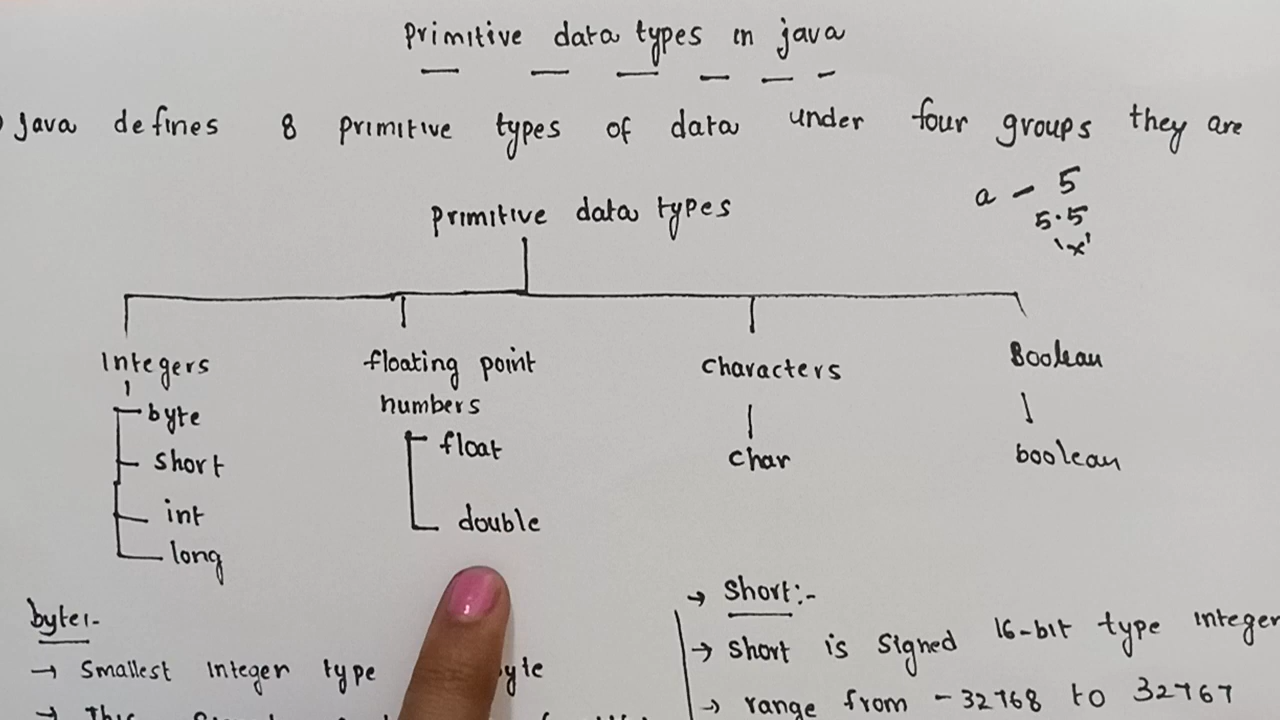 Primitive data types in java
Java defines 8 primitive types of data under four groups they are
a - 5
5.5
'x'
Primitive data types
Integers
byte
short
int
long
floating point
numbers
float
double
Characters
char
Boolean
boolean
byte:-
→ Smallest Integer type
→ This
→ Short:-
→ Short is Signed 16-bit type integer
→ range from -32768 to 32767